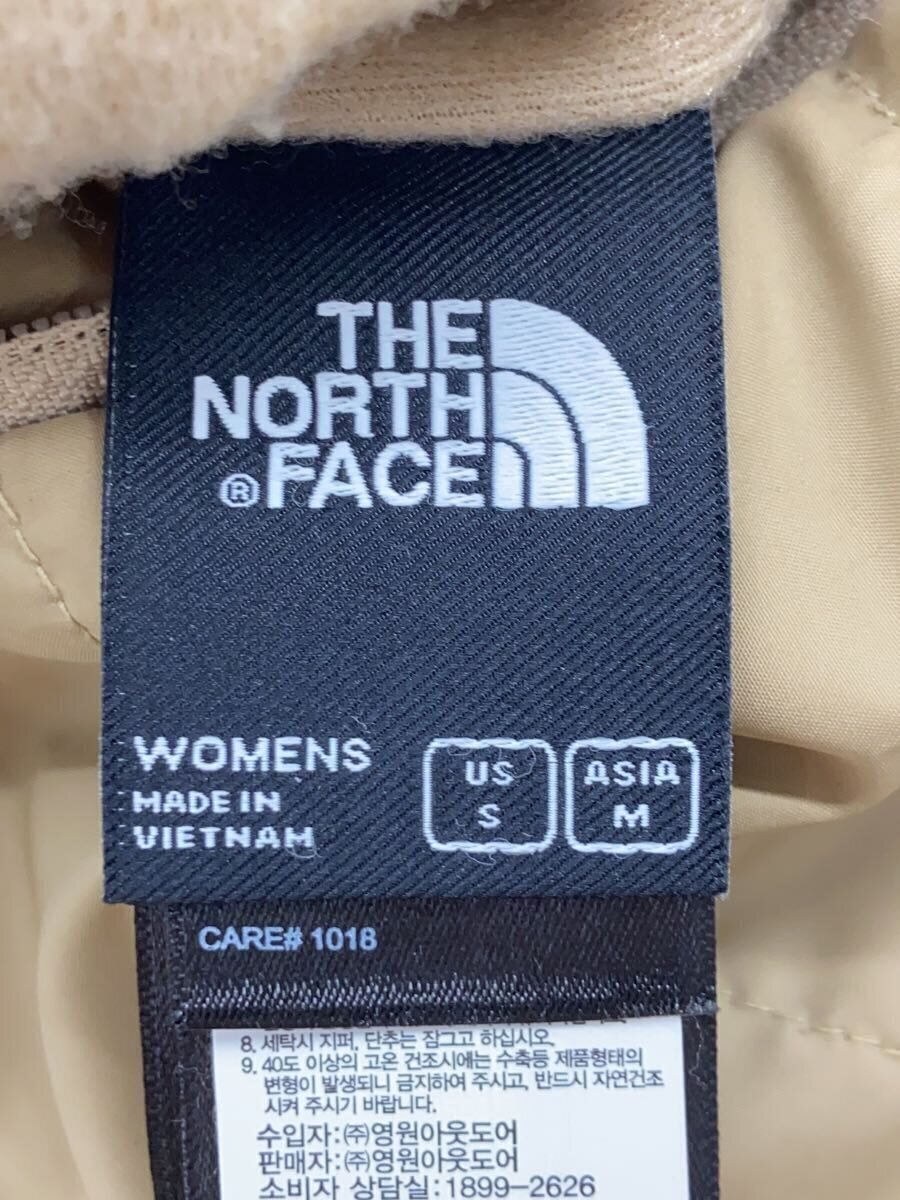 THE
NORTH
® FACE
WOMENS
MADE IN
VIETNAM
US
S
ASIA
M
CARE# 1018
8. 세탁시 지퍼, 단추는 잠그고 하십시오.
9. 40도 이상의 고온 건조시에는 수축등 제품형태의
변형이 발생되니 금지하여 주시고, 반드시 자연건조
시켜 주시기 바랍니다.
수입자: ㈜영원아웃도어
판매자: ㈜영원아웃도어
소비자 상담실: 1899-2626